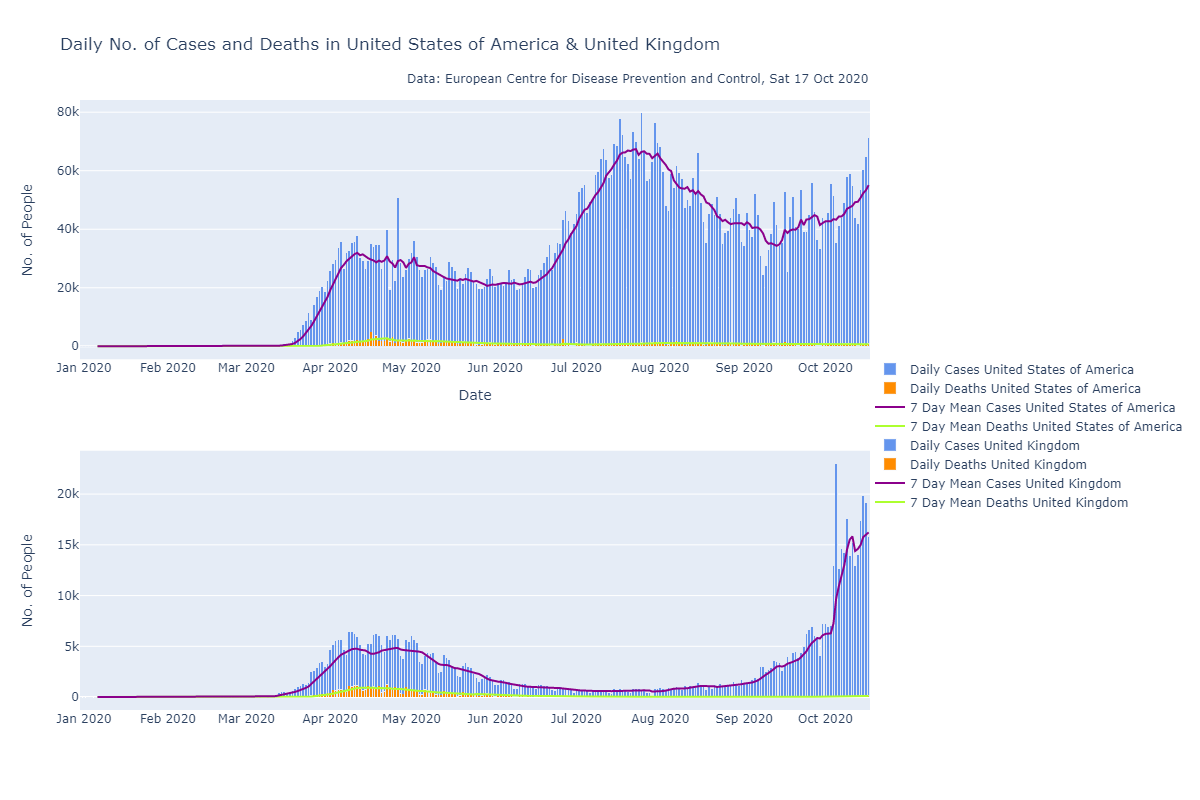 Daily No. of Cases and Deaths in United States of America & United Kingdom
Data: European Centre for Disease Prevention and Control, Sat 17 Oct 2020
80k
60k
40k
20k
0
No. of People
Jan 2020 Feb 2020 Mar 2020 Apr 2020 May 2020 Jun 2020 Jul 2020 Aug 2020 Sep 2020 Oct 2020
Date
Daily Cases United States of America
Daily Deaths United States of America
7 Day Mean Cases United States of America
7 Day Mean Deaths United States of America
Daily Cases United Kingdom
Daily Deaths United Kingdom
7 Day Mean Cases United Kingdom
7 Day Mean Deaths United Kingdom
20k
15k
10k
5k
0
No. of People
Jan 2020 Feb 2020 Mar 2020 Apr 2020 May 2020 Jun 2020 Jul 2020 Aug 2020 Sep 2020 Oct 2020